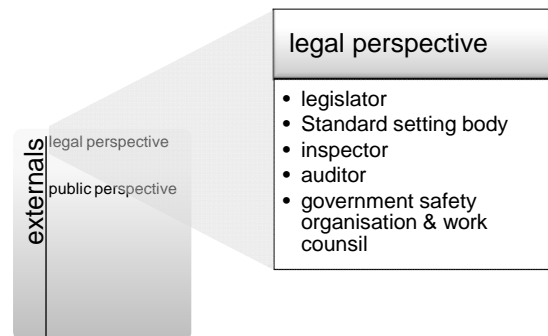 externals
legal perspective
public perspective
legal perspective
• legislator
• Standard setting body
• inspector
• auditor
• government safety
organisation & work
counsil